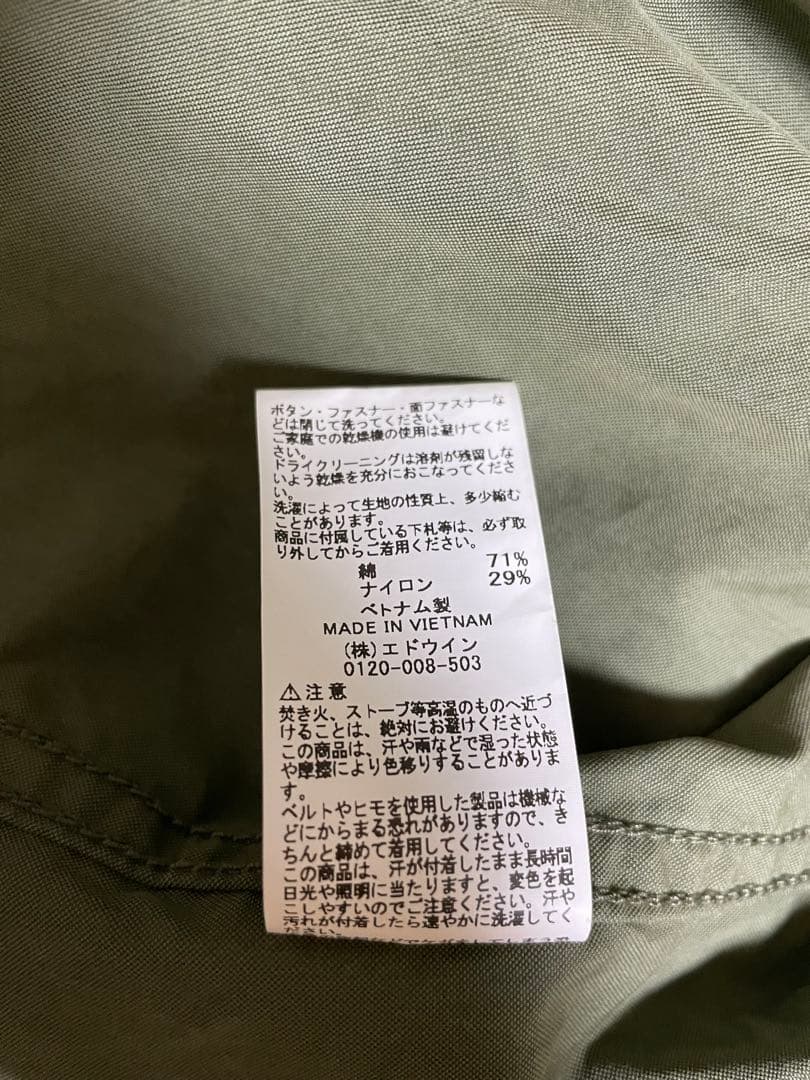 ボタン・ファスナー・面ファスナーな
どは閉じて洗ってください。
ご家庭での乾燥機の使用は避けてくだ
さい。
ドライクリーニングは溶剤が残留しな
いよう乾燥を充分におこなってくださ
い。
洗濯によって生地の性質上、多少縮む
ことがあります。
商品に付属している下札等は、必ず取
り外してからご着用ください。
綿 71%
ナイロン 29%
ベトナム製
MADE IN VIETNAM
(株)エドウイン
0120-008-503
⚠注意
焚き火、ストーブ等高温のものへ近づ
けることは、絶対にお避けください。
この商品は、汗や雨などで湿った状態
や摩擦により色移りすることがありま
す。
ベルトやヒモを使用した製品は機械な
どにからまる恐れがありますので、き
ちんと締めて着用してください。
この商品は、汗が付着したまま長時間
日光や照明に当たりますと、変色を起
こしやすいのでご注意ください。汗や
汚れが付着したら速やかに洗濯してく
ださい。